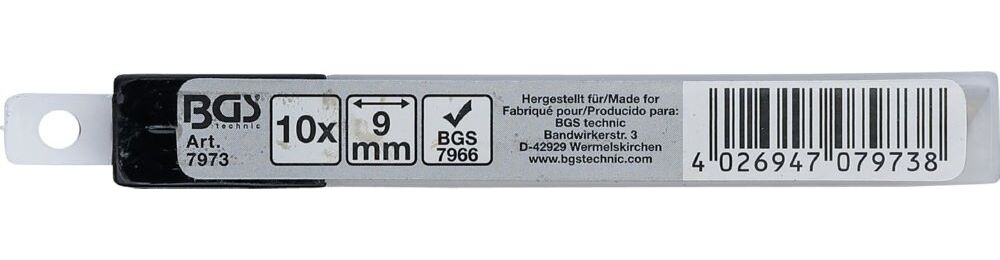 BGS
technic
Art.
7973
10x
9
mm
BGS
7966
Hergestellt für/Made for
Fabriqué pour/Producido para:
BGS technic
Bandwirkerstr. 3
D-42929 Wermelskirchen
www.bgstechnic.com
4 026947 079738